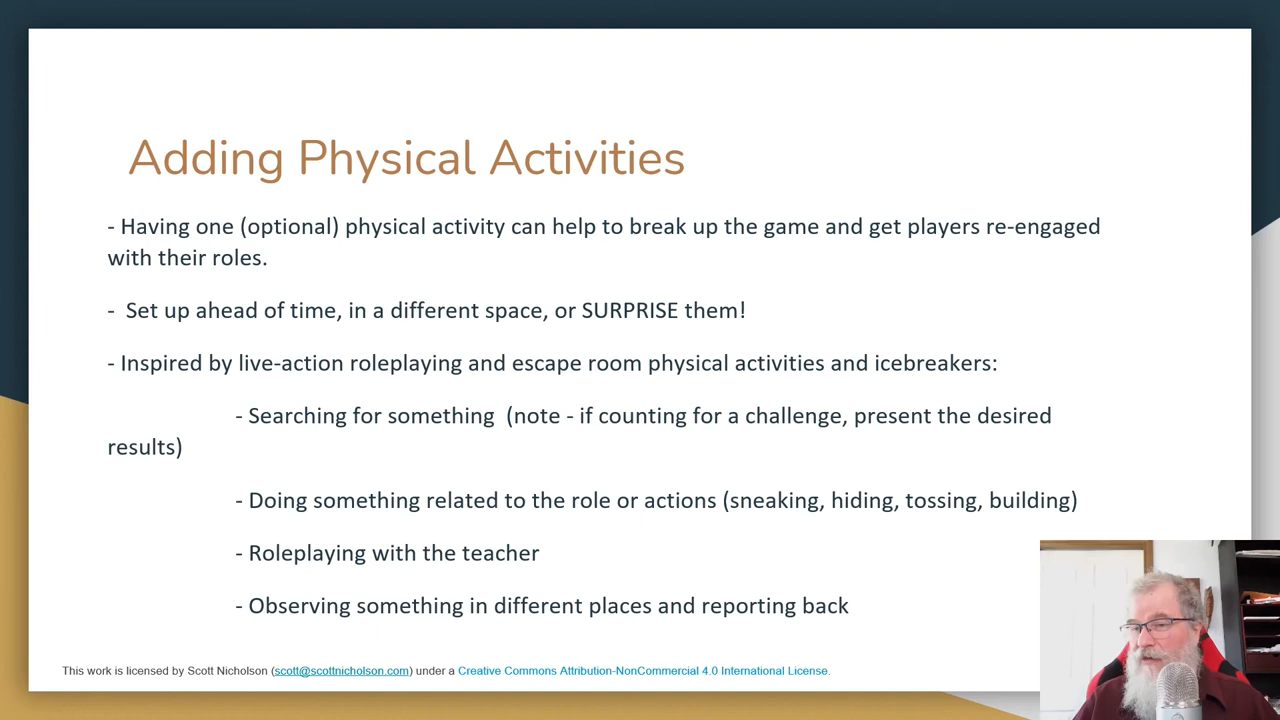 Adding Physical Activities
- Having one (optional) physical activity can help to break up the game and get players re-engaged
with their roles.
- Set up ahead of time, in a different space, or SURPRISE them!
- Inspired by live-action roleplaying and escape room physical activities and icebreakers:
- Searching for something (note - if counting for a challenge, present the desired
results)
- Doing something related to the role or actions (sneaking, hiding, tossing, building)
- Roleplaying with the teacher
- Observing something in different places and reporting back
This work is licensed by Scott Nicholson (scott@scottnicholson.com) under a Creative Commons Attribution-NonCommercial 4.0 International License.